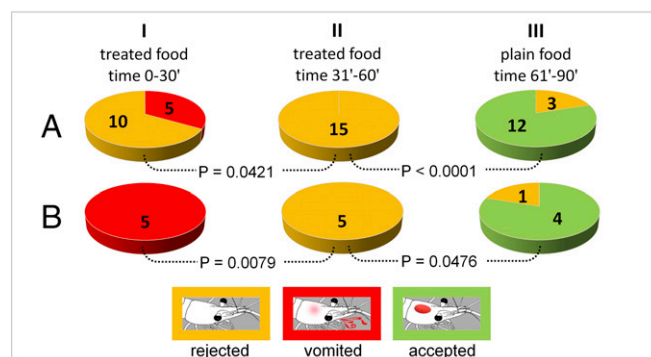 I II III
treated food treated food plain food
time 0-30' time 31'-60' time 61'-90'
A 10 5 15 12 3
P = 0.0421 P < 0.0001
B 5 5 1 4
P = 0.0079 P = 0.0476
rejected vomited accepted